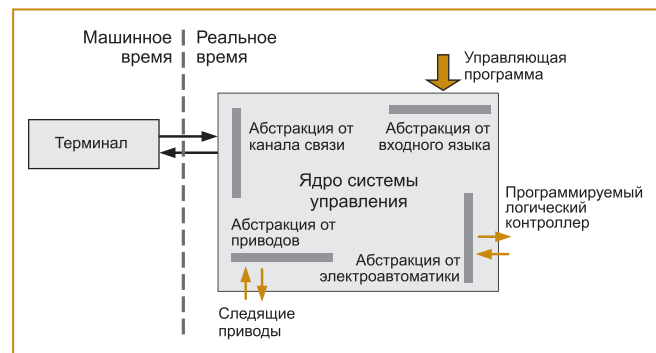 Машинное
время
Реальное
время
Управляющая
программа
Терминал
Абстракция от
канала связи
Абстракция от
входного языка
Ядро системы
управления
Программируемый
логический
контроллер
Абстракция от
приводов
Абстракция от
электроавтоматики
Следящие
приводы